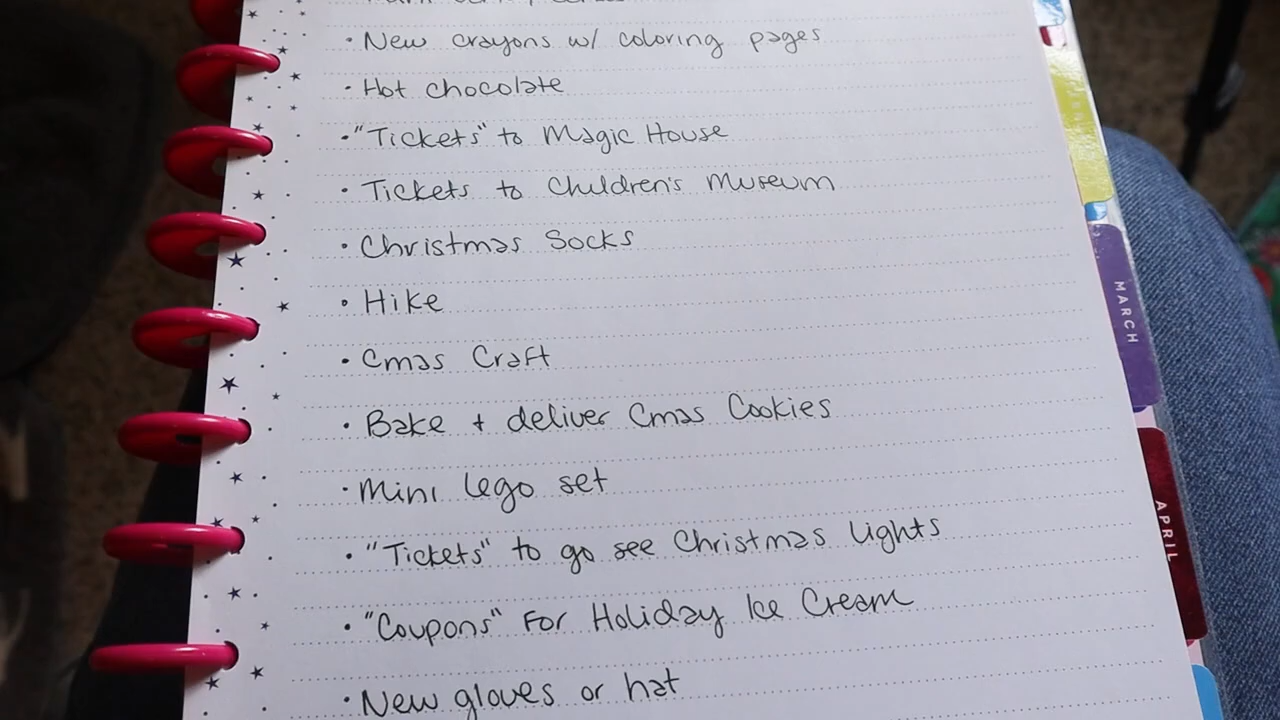 • New crayons w/ coloring pages
• Hot chocolate
• "Tickets" to Magic House
• Tickets to Children's Museum
• Christmas Socks
• Hike
• Cmas Craft
• Bake + deliver Cmas Cookies
• Mini Lego set
• "Tickets" to go see Christmas Lights
• "Coupons" For Holiday Ice Cream
• New gloves or hat
MARCH
APRIL